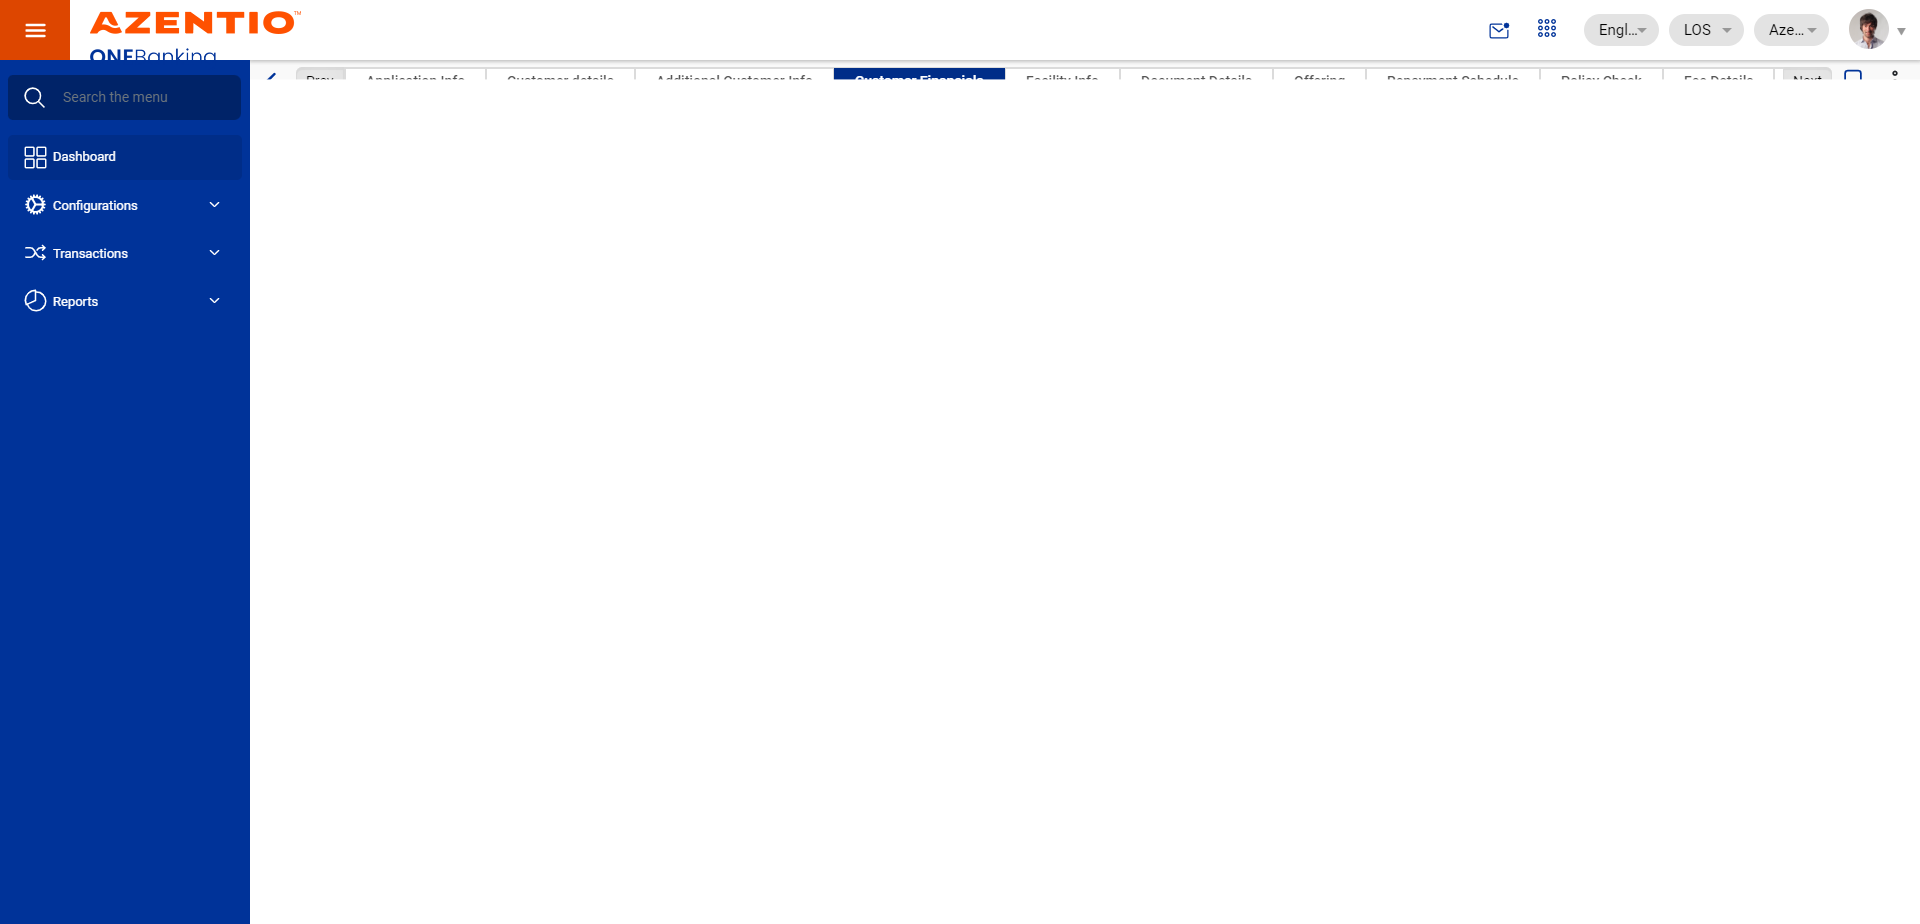 AZENTIO™
ONEBanking
Engl...
LOS
Aze...
Search the menu
Dashboard
Configurations
Transactions
Reports
Prev
Application Info
Customer details
Additional Customer Info
Customer Financials
Facility Info
Document Details
Offering
Repayment Schedule
Policy Check
Fee Details
Next